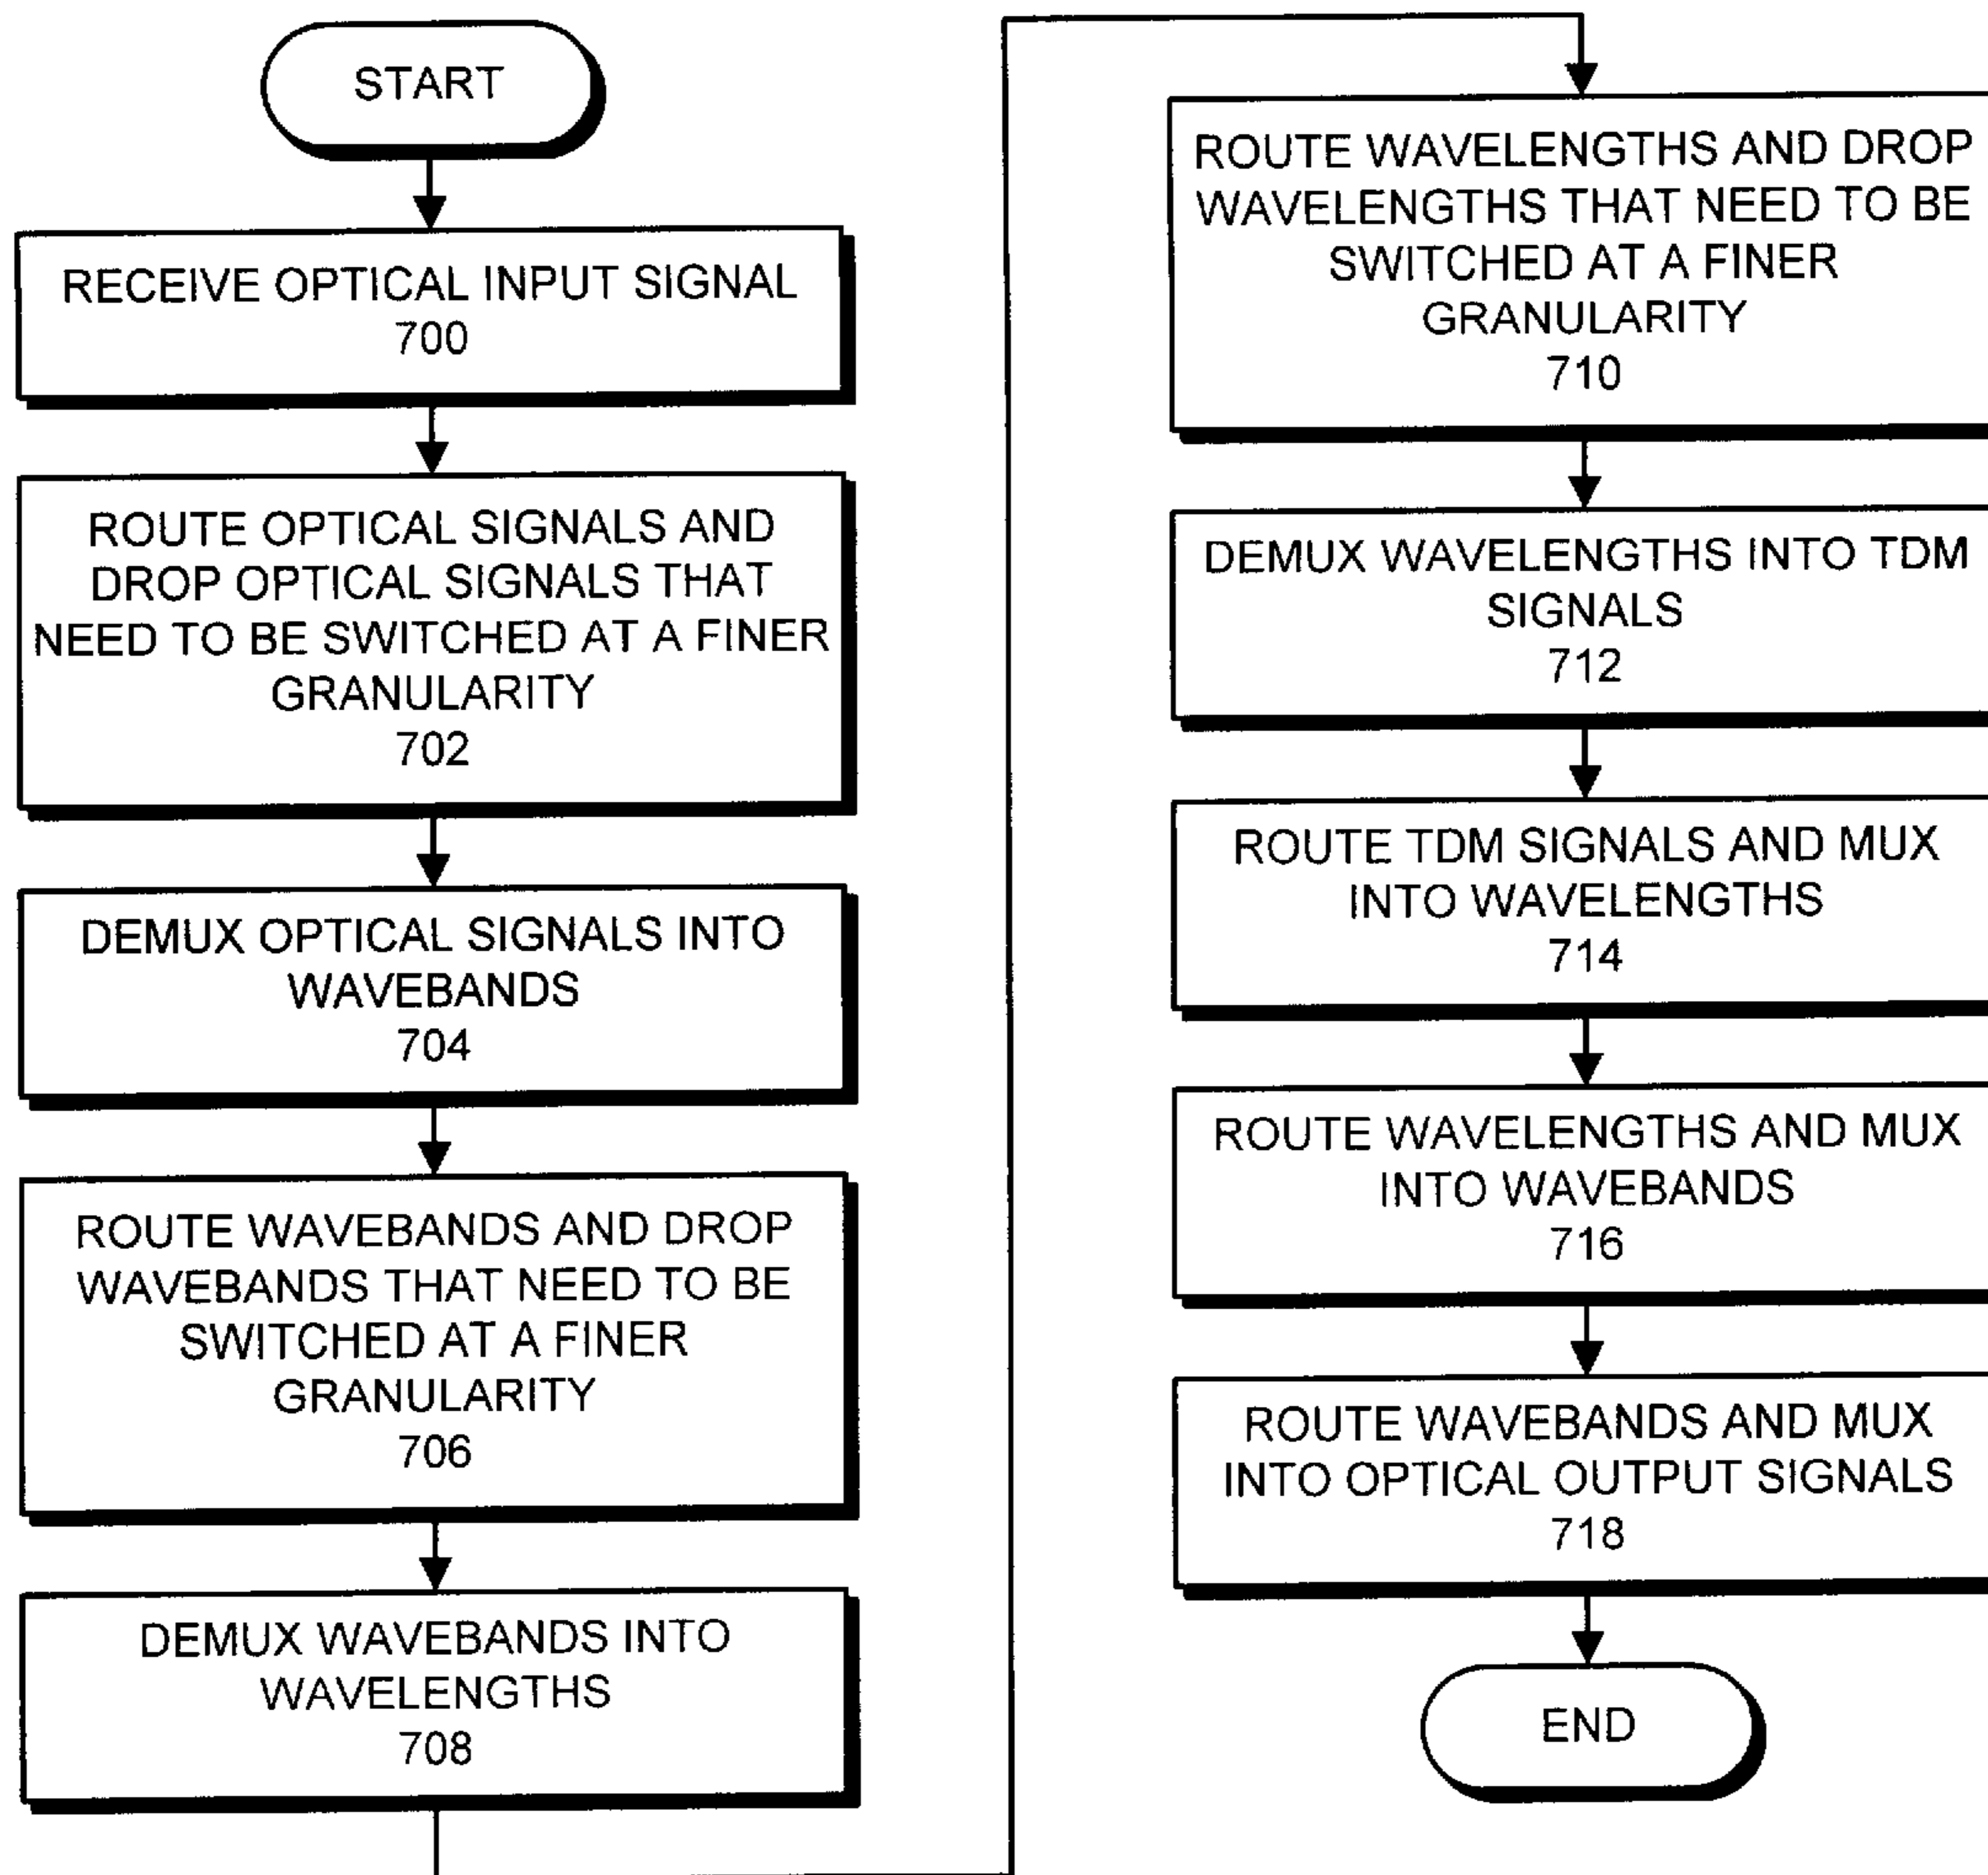 START
RECEIVE OPTICAL INPUT SIGNAL
700
ROUTE OPTICAL SIGNALS AND
DROP OPTICAL SIGNALS THAT
NEED TO BE SWITCHED AT A FINER
GRANULARITY
702
DEMUX OPTICAL SIGNALS INTO
WAVEBANDS
704
ROUTE WAVEBANDS AND DROP
WAVEBANDS THAT NEED TO BE
SWITCHED AT A FINER
GRANULARITY
706
DEMUX WAVEBANDS INTO
WAVELENGTHS
708
ROUTE WAVELENGTHS AND DROP
WAVELENGTHS THAT NEED TO BE
SWITCHED AT A FINER
GRANULARITY
710
DEMUX WAVELENGTHS INTO TDM
SIGNALS
712
ROUTE TDM SIGNALS AND MUX
INTO WAVELENGTHS
714
ROUTE WAVELENGTHS AND MUX
INTO WAVEBANDS
716
ROUTE WAVEBANDS AND MUX
INTO OPTICAL OUTPUT SIGNALS
718
END